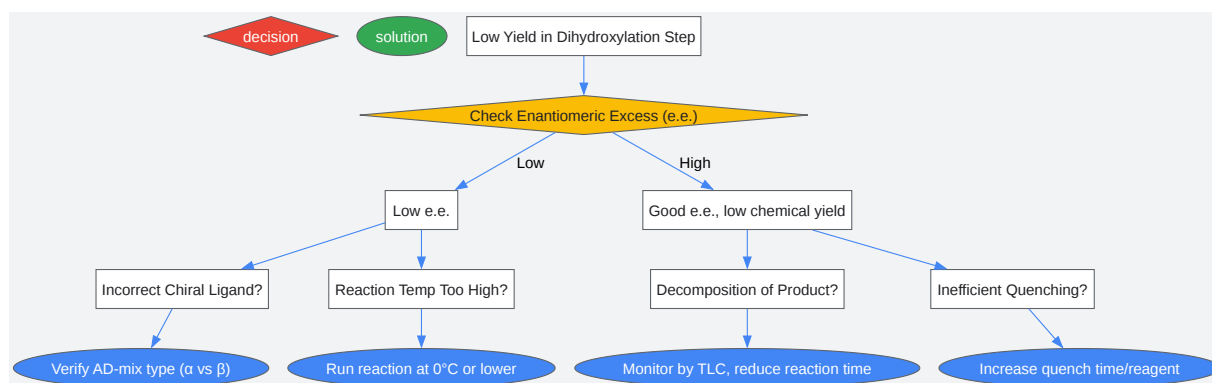 decision
solution
Low Yield in Dihydroxylation Step
Check Enantiomeric Excess (e.e.)
Low
High
Low e.e.
Good e.e., low chemical yield
Incorrect Chiral Ligand?
Reaction Temp Too High?
Decomposition of Product?
Inefficient Quenching?
Verify AD-mix type (α vs β)
Run reaction at 0°C or lower
Monitor by TLC, reduce reaction time
Increase quench time/reagent